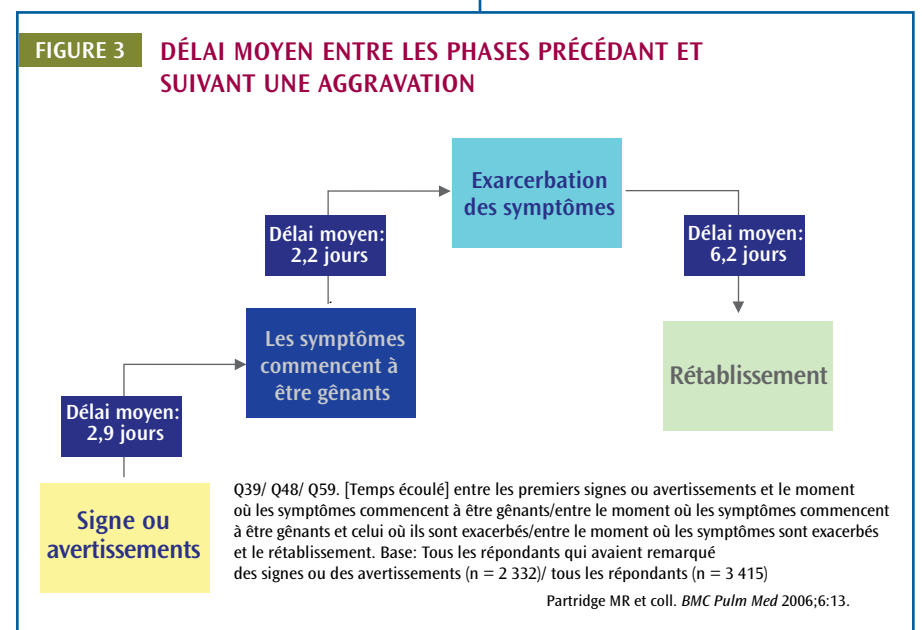 FIGURE 3
DÉLAI MOYEN ENTRE LES PHASES PRÉCÉDANT ET
SUIVANT UNE AGGRAVATION
Exarcerbation
des symptômes
Délai moyen:
2,2 jours
Délai moyen:
6,2 jours
Les symptômes
commencent à
être gênants
Rétablissement
Délai moyen:
2,9 jours
Signe ou
avertissements
Q39/ Q48/ Q59. [Temps écoulé] entre les premiers signes ou avertissements et le moment
où les symptômes commencent à être gênants/entre le moment où les symptômes commencent
à être gênants et celui où ils sont exacerbés/entre le moment où les symptômes sont exacerbés
et le rétablissement. Base: Tous les répondants qui avaient remarqué
des signes ou des avertissements (n = 2 332)/ tous les répondants (n = 3 415)
Partridge MR et coll. BMC Pulm Med 2006;6:13.